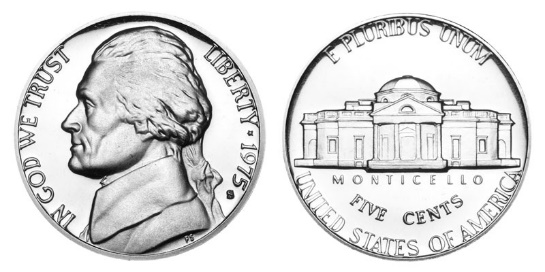 IN GOD WE TRUST
LIBERTY * 1975
S
FS
E PLURIBUS UNUM
MONTICELLO
FIVE CENTS
UNITED STATES OF AMERICA